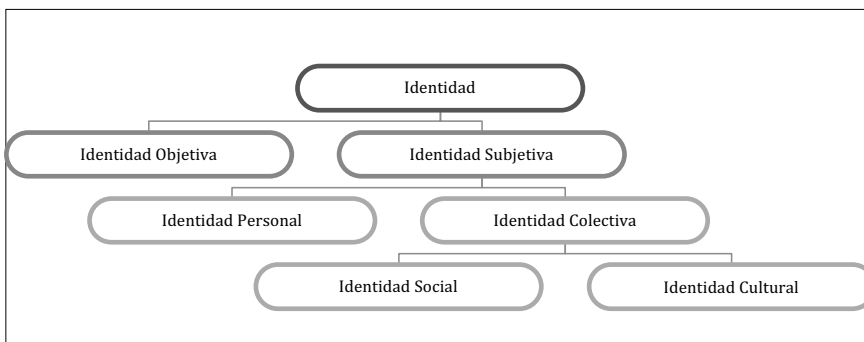 Identidad
Identidad Objetiva
Identidad Subjetiva
Identidad Personal
Identidad Colectiva
Identidad Social
Identidad Cultural